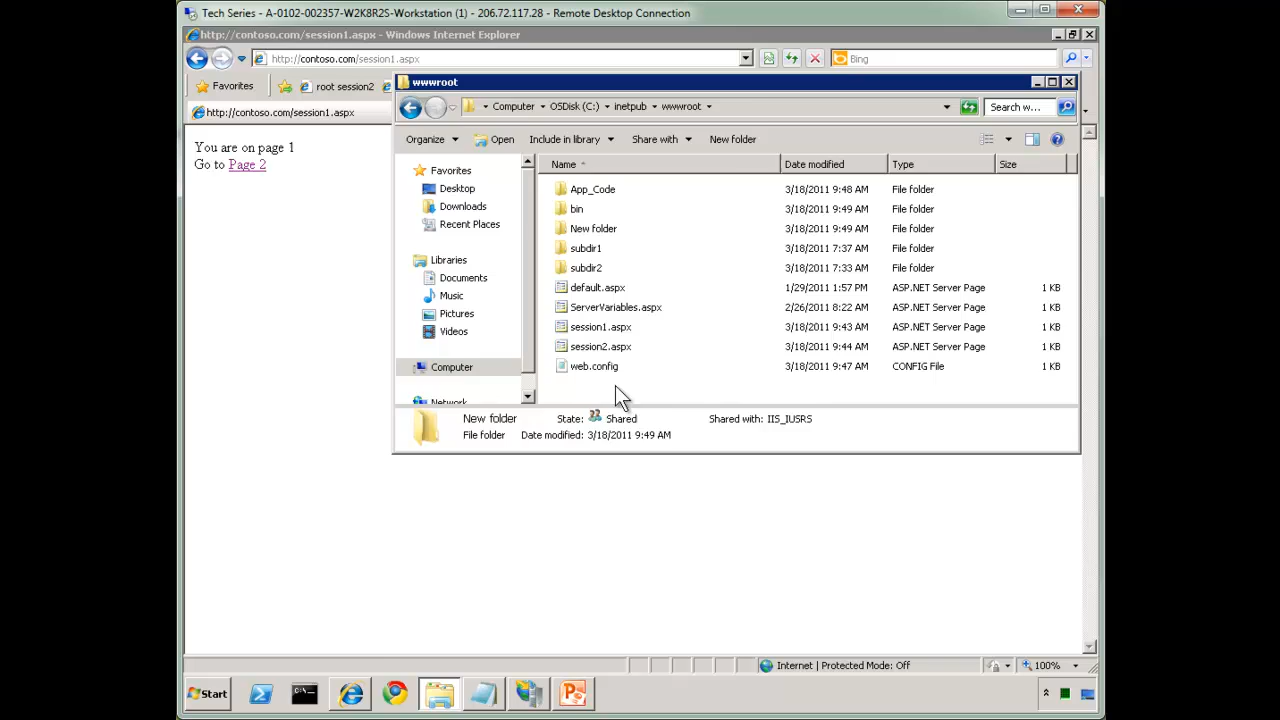 Tech Series - A-0102-002357-W2K8R2S-Workstation (1) - 206.72.117.28 - Remote Desktop Connection
http://contoso.com/session1.aspx - Windows Internet Explorer
http://contoso.com/session1.aspx
Bing
Favorites
root session2
http://contoso.com/session1.aspx
You are on page 1
Go to Page 2
wwwroot
Computer OSDisk (C:) inetpub wwwroot
Search w...
Organize Open Include in library Share with New folder
Favorites
Desktop
Downloads
Recent Places
Libraries
Documents
Music
Pictures
Videos
Computer
Network
Name Date modified Type Size
App_Code 3/18/2011 9:48 AM File folder
bin 3/18/2011 9:49 AM File folder
New folder 3/18/2011 9:49 AM File folder
subdir1 3/18/2011 7:37 AM File folder
subdir2 3/18/2011 7:33 AM File folder
default.aspx 1/29/2011 1:57 PM ASP.NET Server Page 1 KB
ServerVariables.aspx 2/26/2011 8:22 AM ASP.NET Server Page 1 KB
session1.aspx 3/18/2011 9:43 AM ASP.NET Server Page 1 KB
session2.aspx 3/18/2011 9:44 AM ASP.NET Server Page 1 KB
web.config 3/18/2011 9:47 AM CONFIG File 1 KB
New folder State: Shared Shared with: IIS_IUSRS
File folder Date modified: 3/18/2011 9:49 AM
Internet | Protected Mode: Off 100%
Start